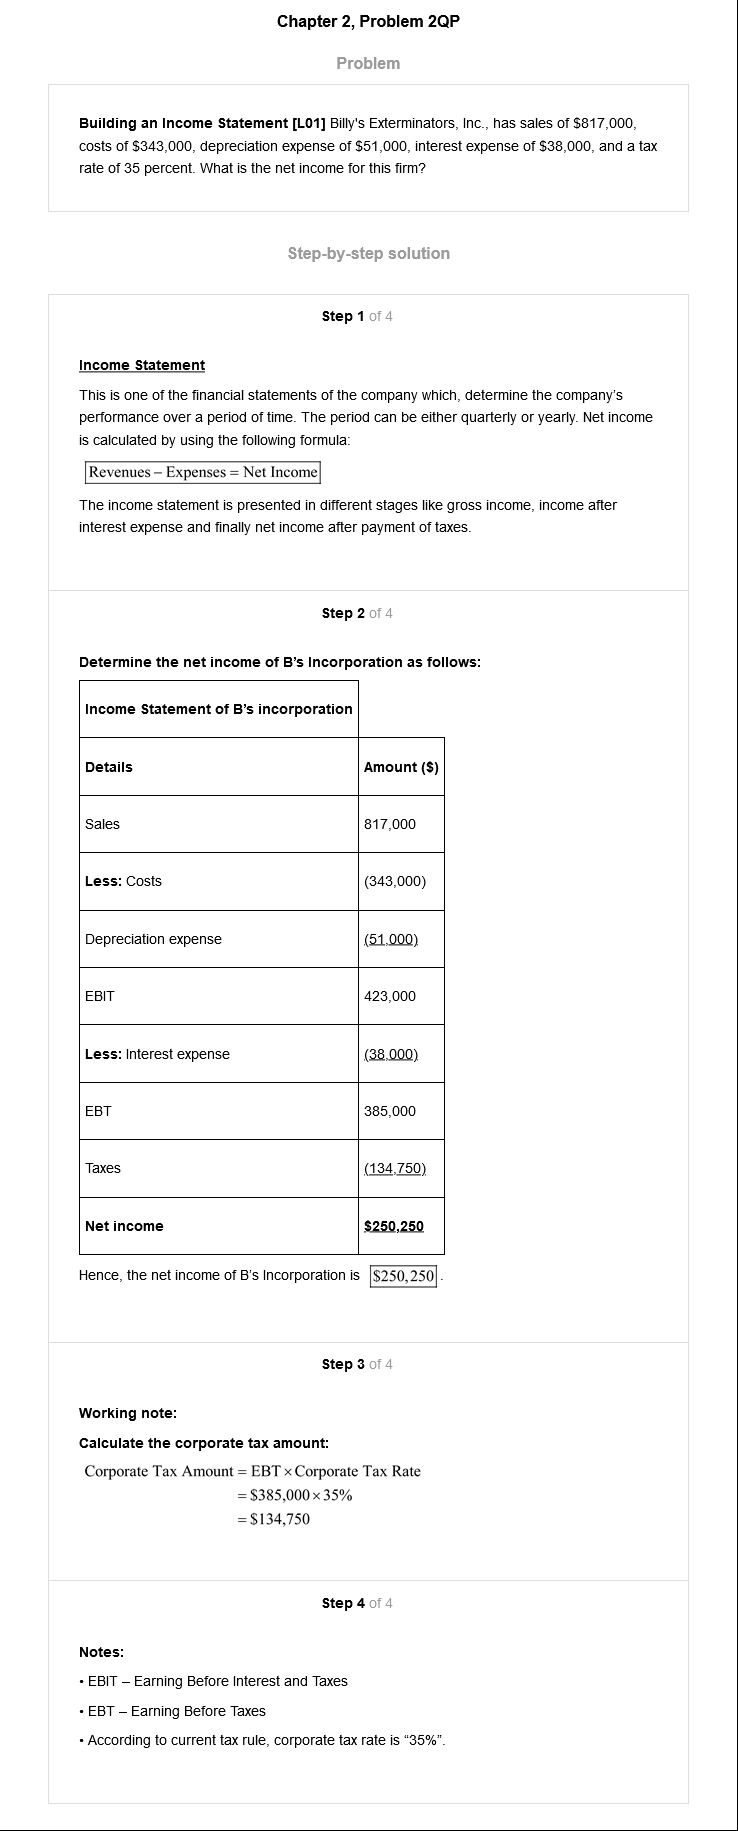 Chapter 2, Problem 2QP
Problem
Building an Income Statement [L01] Billy's Exterminators, Inc., has sales of $817,000,
costs of $343,000, depreciation expense of $51,000, interest expense of $38,000, and a tax
rate of 35 percent. What is the net income for this firm?
Step-by-step solution
Step 1 of 4
Income Statement
This is one of the financial statements of the company which, determine the company's
performance over a period of time. The period can be either quarterly or yearly. Net income
is calculated by using the following formula:
Revenues – Expenses = Net Income
The income statement is presented in different stages like gross income, income after
interest expense and finally net income after payment of taxes.
Step 2 of 4
Determine the net income of B's Incorporation as follows:
Income Statement of B's incorporation
Details Amount ($)
Sales 817,000
Less: Costs (343,000)
Depreciation expense (51,000)
EBIT 423,000
Less: Interest expense (38,000)
EBT 385,000
Taxes (134,750)
Net income $250,250
Hence, the net income of B's Incorporation is $250,250.
Step 3 of 4
Working note:
Calculate the corporate tax amount:
Corporate Tax Amount = EBT × Corporate Tax Rate
= $385,000 × 35%
= $134,750
Step 4 of 4
Notes:
• EBIT – Earning Before Interest and Taxes
• EBT – Earning Before Taxes
• According to current tax rule, corporate tax rate is “35%”.